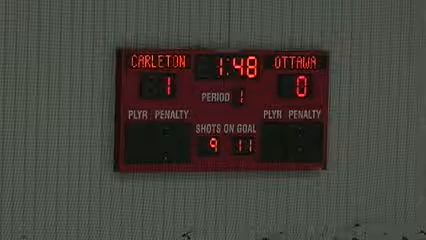 CARLETON 1:48 OTTAWA
1 0
PERIOD 1
PLYR PENALTY PLYR PENALTY
SHOTS ON GOAL
9 11